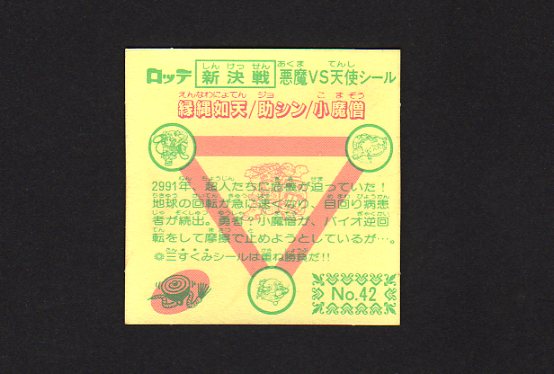 ロッテ 新決戦 悪魔VS天使シール
縁縄如天/助シン/小魔僧
2991年、超人たちに危機が迫っていた!
地球の回転が急に速くなり、目回り病患
者が続出。勇者?小魔僧が、バイオ逆回
転をして摩擦で止めようとしているが…。
✡三すくみシールは重ね勝負だ!!
No.42